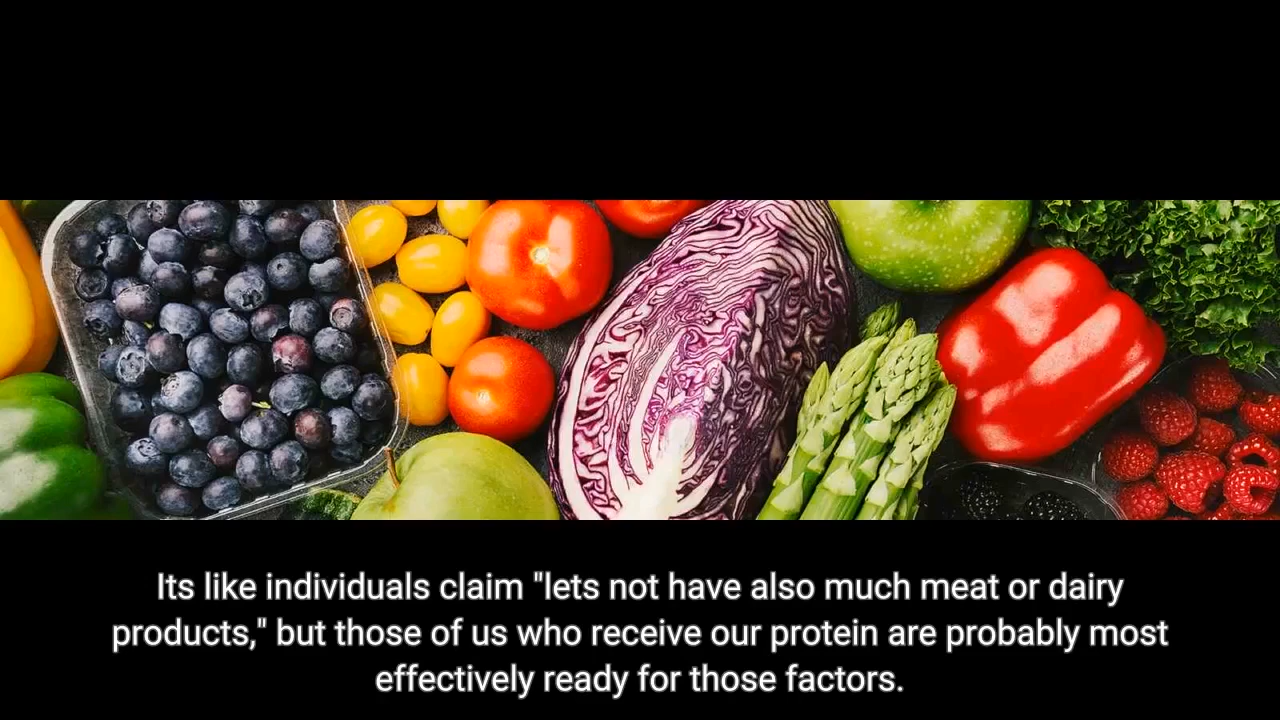 Its like individuals claim "lets not have also much meat or dairy
products," but those of us who receive our protein are probably most
effectively ready for those factors.